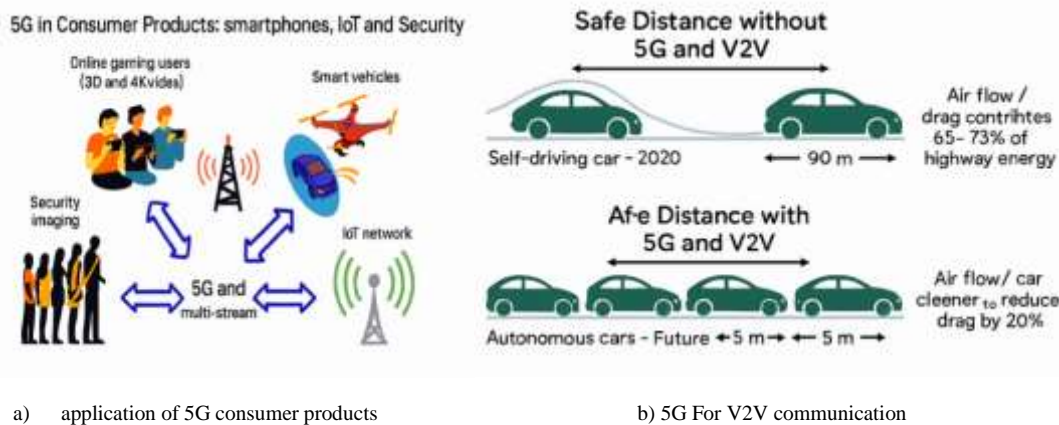 5G in Consumer Products: smartphones, IoT and Security
Online gaming users
(3D and 4Kvides)
Smart vehicles
Security
imaging
IoT network
5G and
multi-stream
Safe Distance without
5G and V2V
Self-driving car - 2020
90 m
Air flow /
drag contrihtes
65- 73% of
highway energy
Af-e Distance with
5G and V2V
Autonomous cars - Future
5 m
5 m
Air flow/ car
cleener to reduce
drag by 20%
a) application of 5G consumer products
b) 5G For V2V communication